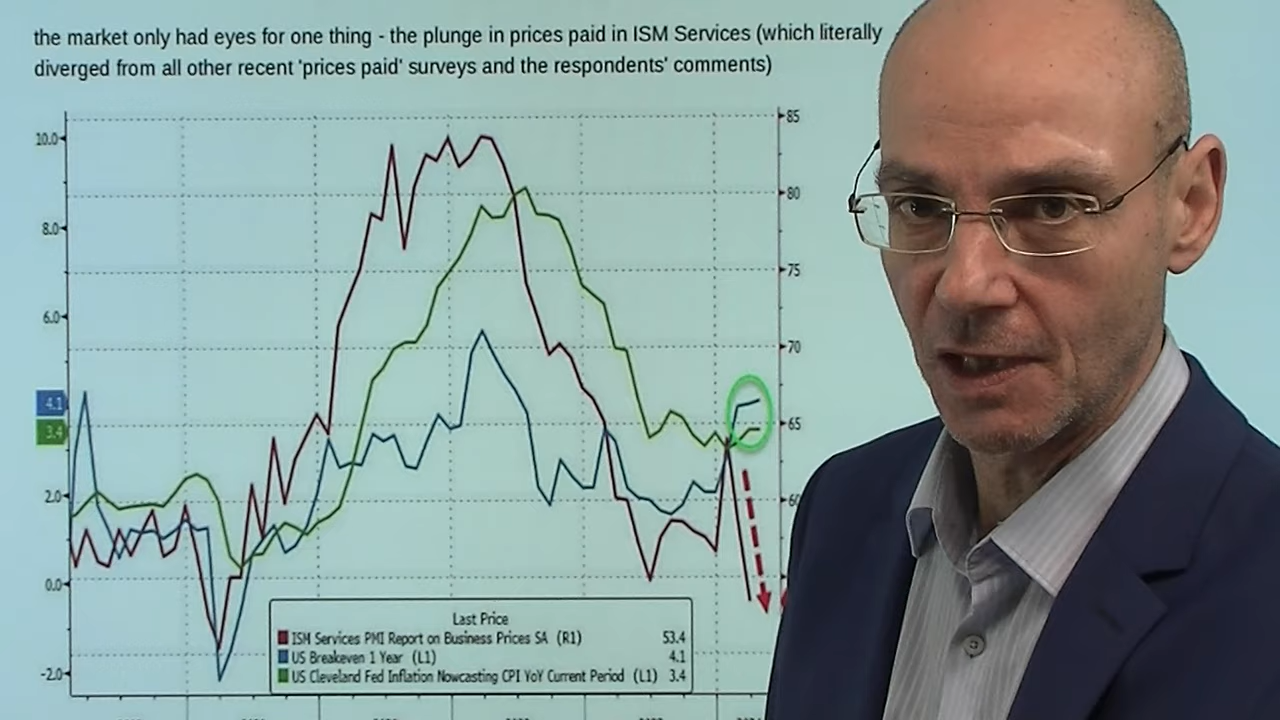 the market only had eyes for one thing - the plunge in prices paid in ISM Services (which literally
diverged from all other recent 'prices paid' surveys and the respondents' comments)
85
10.0
80
8.0
75
6.0
70
4.1
3.4
65
2.0
60
0.0
-2.0
Last Price
ISM Services PMI Report on Business Prices SA (R1) 53.4
US Breakeven 1 Year (L1) 4.1
US Cleveland Fed Inflation Nowcasting CPI YoY Current Period (L1) 3.4